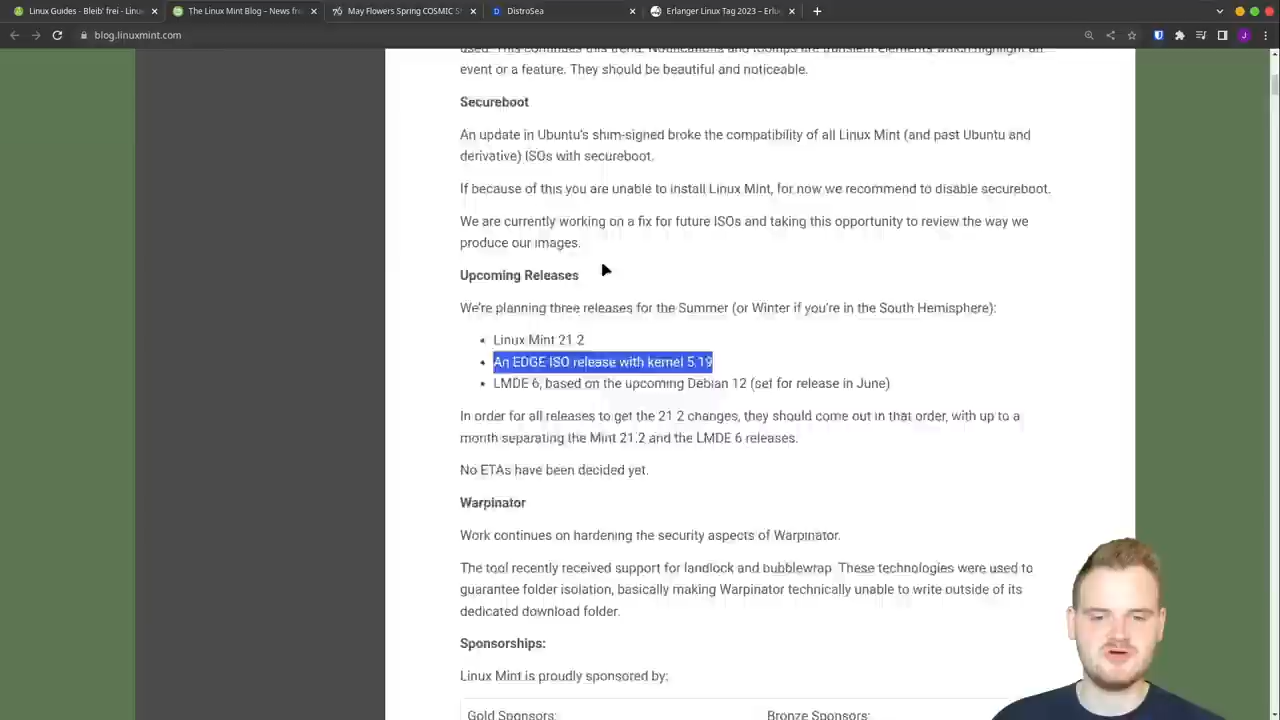 Linux Guides - Bleib' frei - Linu
The Linux Mint Blog – News fr
May Flowers Spring COSMIC S
DistroSea
Erlanger Linux Tag 2023 – Erlu
blog.linuxmint.com
J
used. This continues this trend. Notifications and tooltips are transient elements which highlight an
event or a feature. They should be beautiful and noticeable.
Secureboot
An update in Ubuntu's shim-signed broke the compatibility of all Linux Mint (and past Ubuntu and
derivative) ISOs with secureboot.
If because of this you are unable to install Linux Mint, for now we recommend to disable secureboot.
We are currently working on a fix for future ISOs and taking this opportunity to review the way we
produce our images.
Upcoming Releases
We're planning three releases for the Summer (or Winter if you're in the South Hemisphere):
• Linux Mint 21.2
• An EDGE ISO release with kernel 5.19
• LMDE 6, based on the upcoming Debian 12 (set for release in June)
In order for all releases to get the 21.2 changes, they should come out in that order, with up to a
month separating the Mint 21.2 and the LMDE 6 releases.
No ETAs have been decided yet.
Warpinator
Work continues on hardening the security aspects of Warpinator.
The tool recently received support for landlock and bubblewrap. These technologies were used to
guarantee folder isolation, basically making Warpinator technically unable to write outside of its
dedicated download folder.
Sponsorships:
Linux Mint is proudly sponsored by:
Gold Sponsors:
Bronze Sponsors: